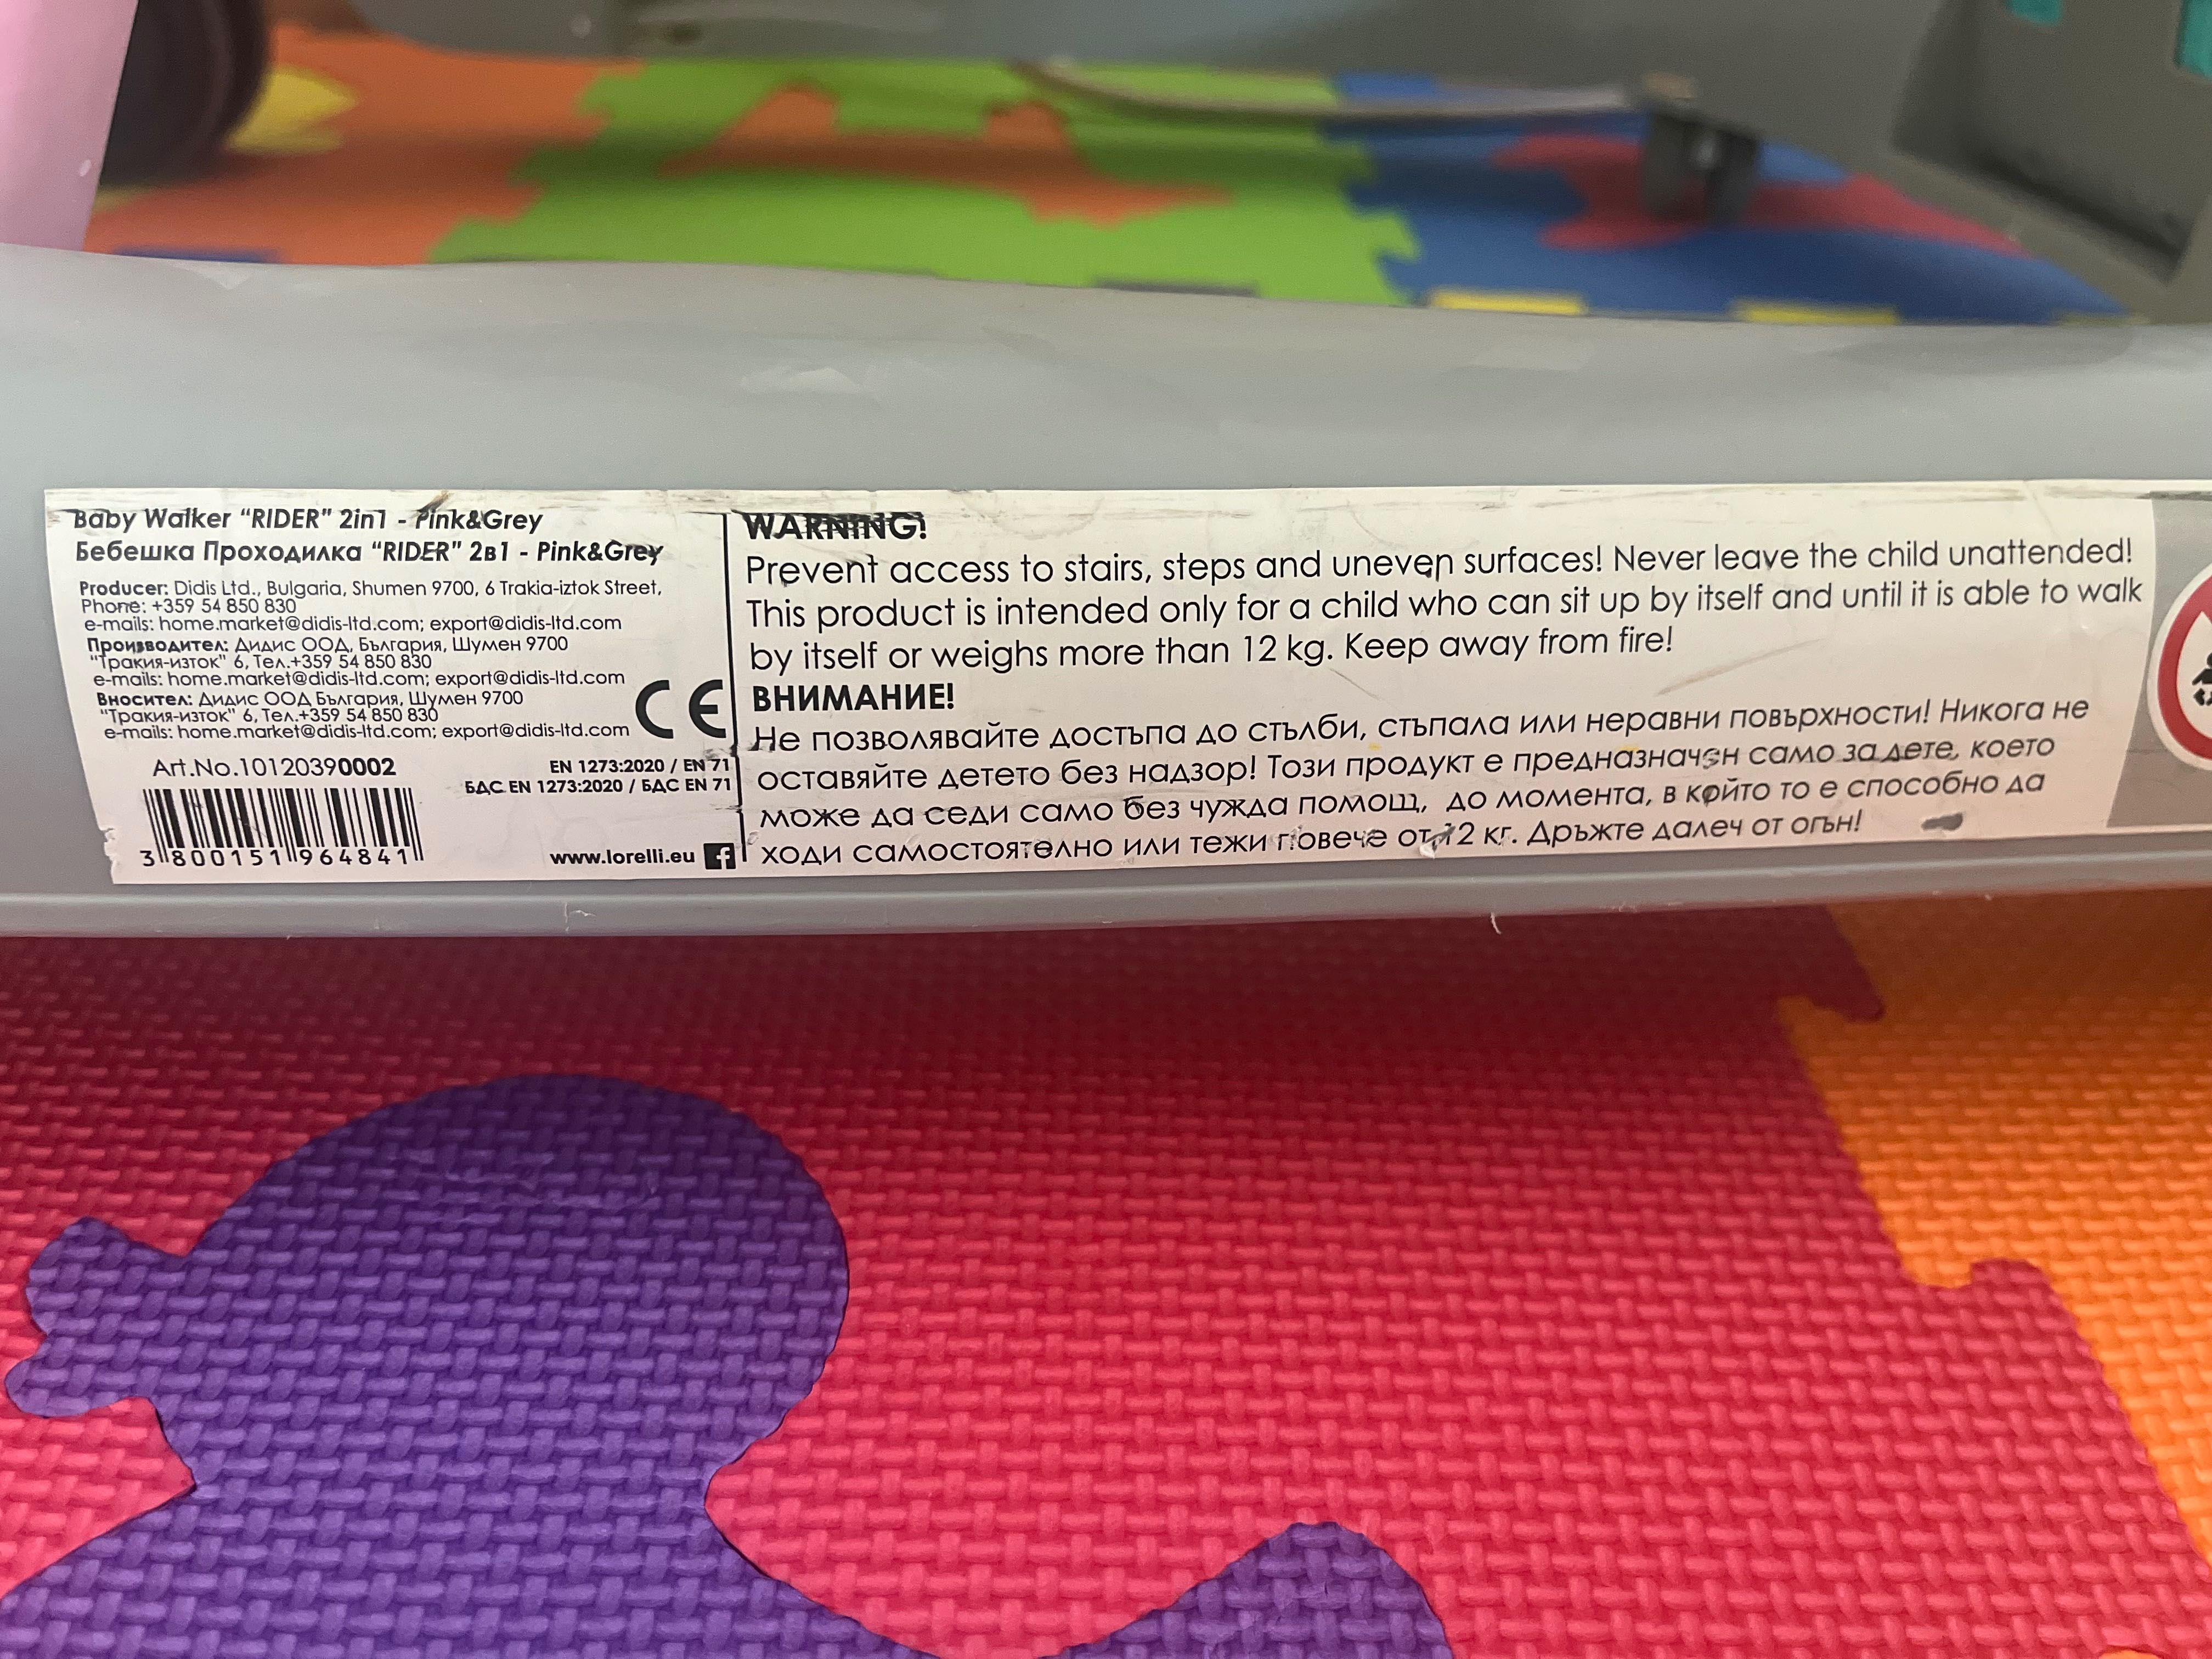 Baby Walker "RIDER" 2in1 - Pink&Grey
Бебешка Проходилка "RIDER" 2в1 - Pink&Grey
Producer: Didis Ltd., Bulgaria, Shumen 9700, 6 Trakia-iztok Street,
Phone: +359 54 850 830
e-mails: home.market@didis-ltd.com; export@didis-ltd.com
Производител: Дидис ООД, България, Шумен 9700
"Тракия-изток" 6, Тел.+359 54 850 830
e-mails: home.market@didis-ltd.com; export@didis-ltd.com
Вносител: Дидис ООД България, Шумен 9700
"Тракия-изток" 6, Тел.+359 54 850 830
e-mails: home.market@didis-ltd.com; export@didis-ltd.com
CE
Art.No.10120390002
EN 1273:2020 / EN 71
БДС EN 1273:2020 / БДС EN 71
3 800151 964841
www.lorelli.eu f
WARNING!
Prevent access to stairs, steps and uneven surfaces! Never leave the child unattended!
This product is intended only for a child who can sit up by itself and until it is able to walk
by itself or weighs more than 12 kg. Keep away from fire!
ВНИМАНИЕ!
Не позволявайте достъпа до стълби, стъпала или неравни повърхности! Никога не
оставяйте детето без надзор! Този продукт е предназначен само за дете, което
може да седи само без чужда помощ, до момента, в който то е способно да
ходи самостоятелно или тежи повече от 12 кг. Дръжте далеч от огън!